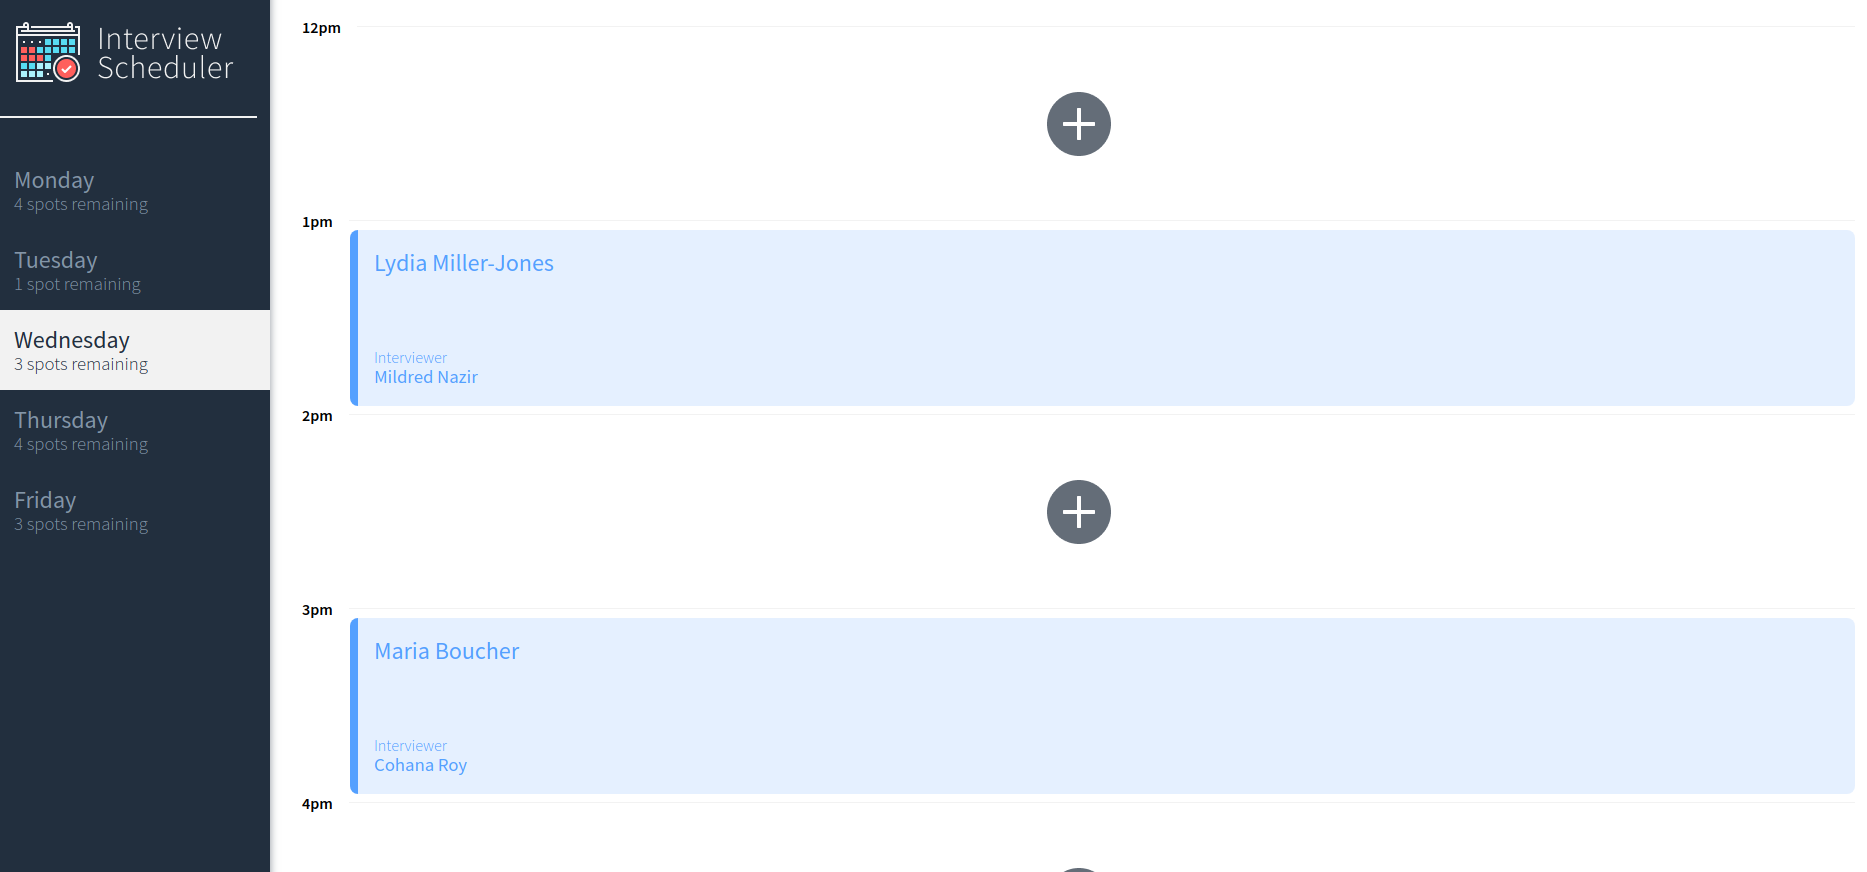 Interview
Scheduler
Monday
4 spots remaining
Tuesday
1 spot remaining
Wednesday
3 spots remaining
Thursday
4 spots remaining
Friday
3 spots remaining
12pm
1pm
Lydia Miller-Jones
Interviewer
Mildred Nazir
2pm
3pm
Maria Boucher
Interviewer
Cohana Roy
4pm